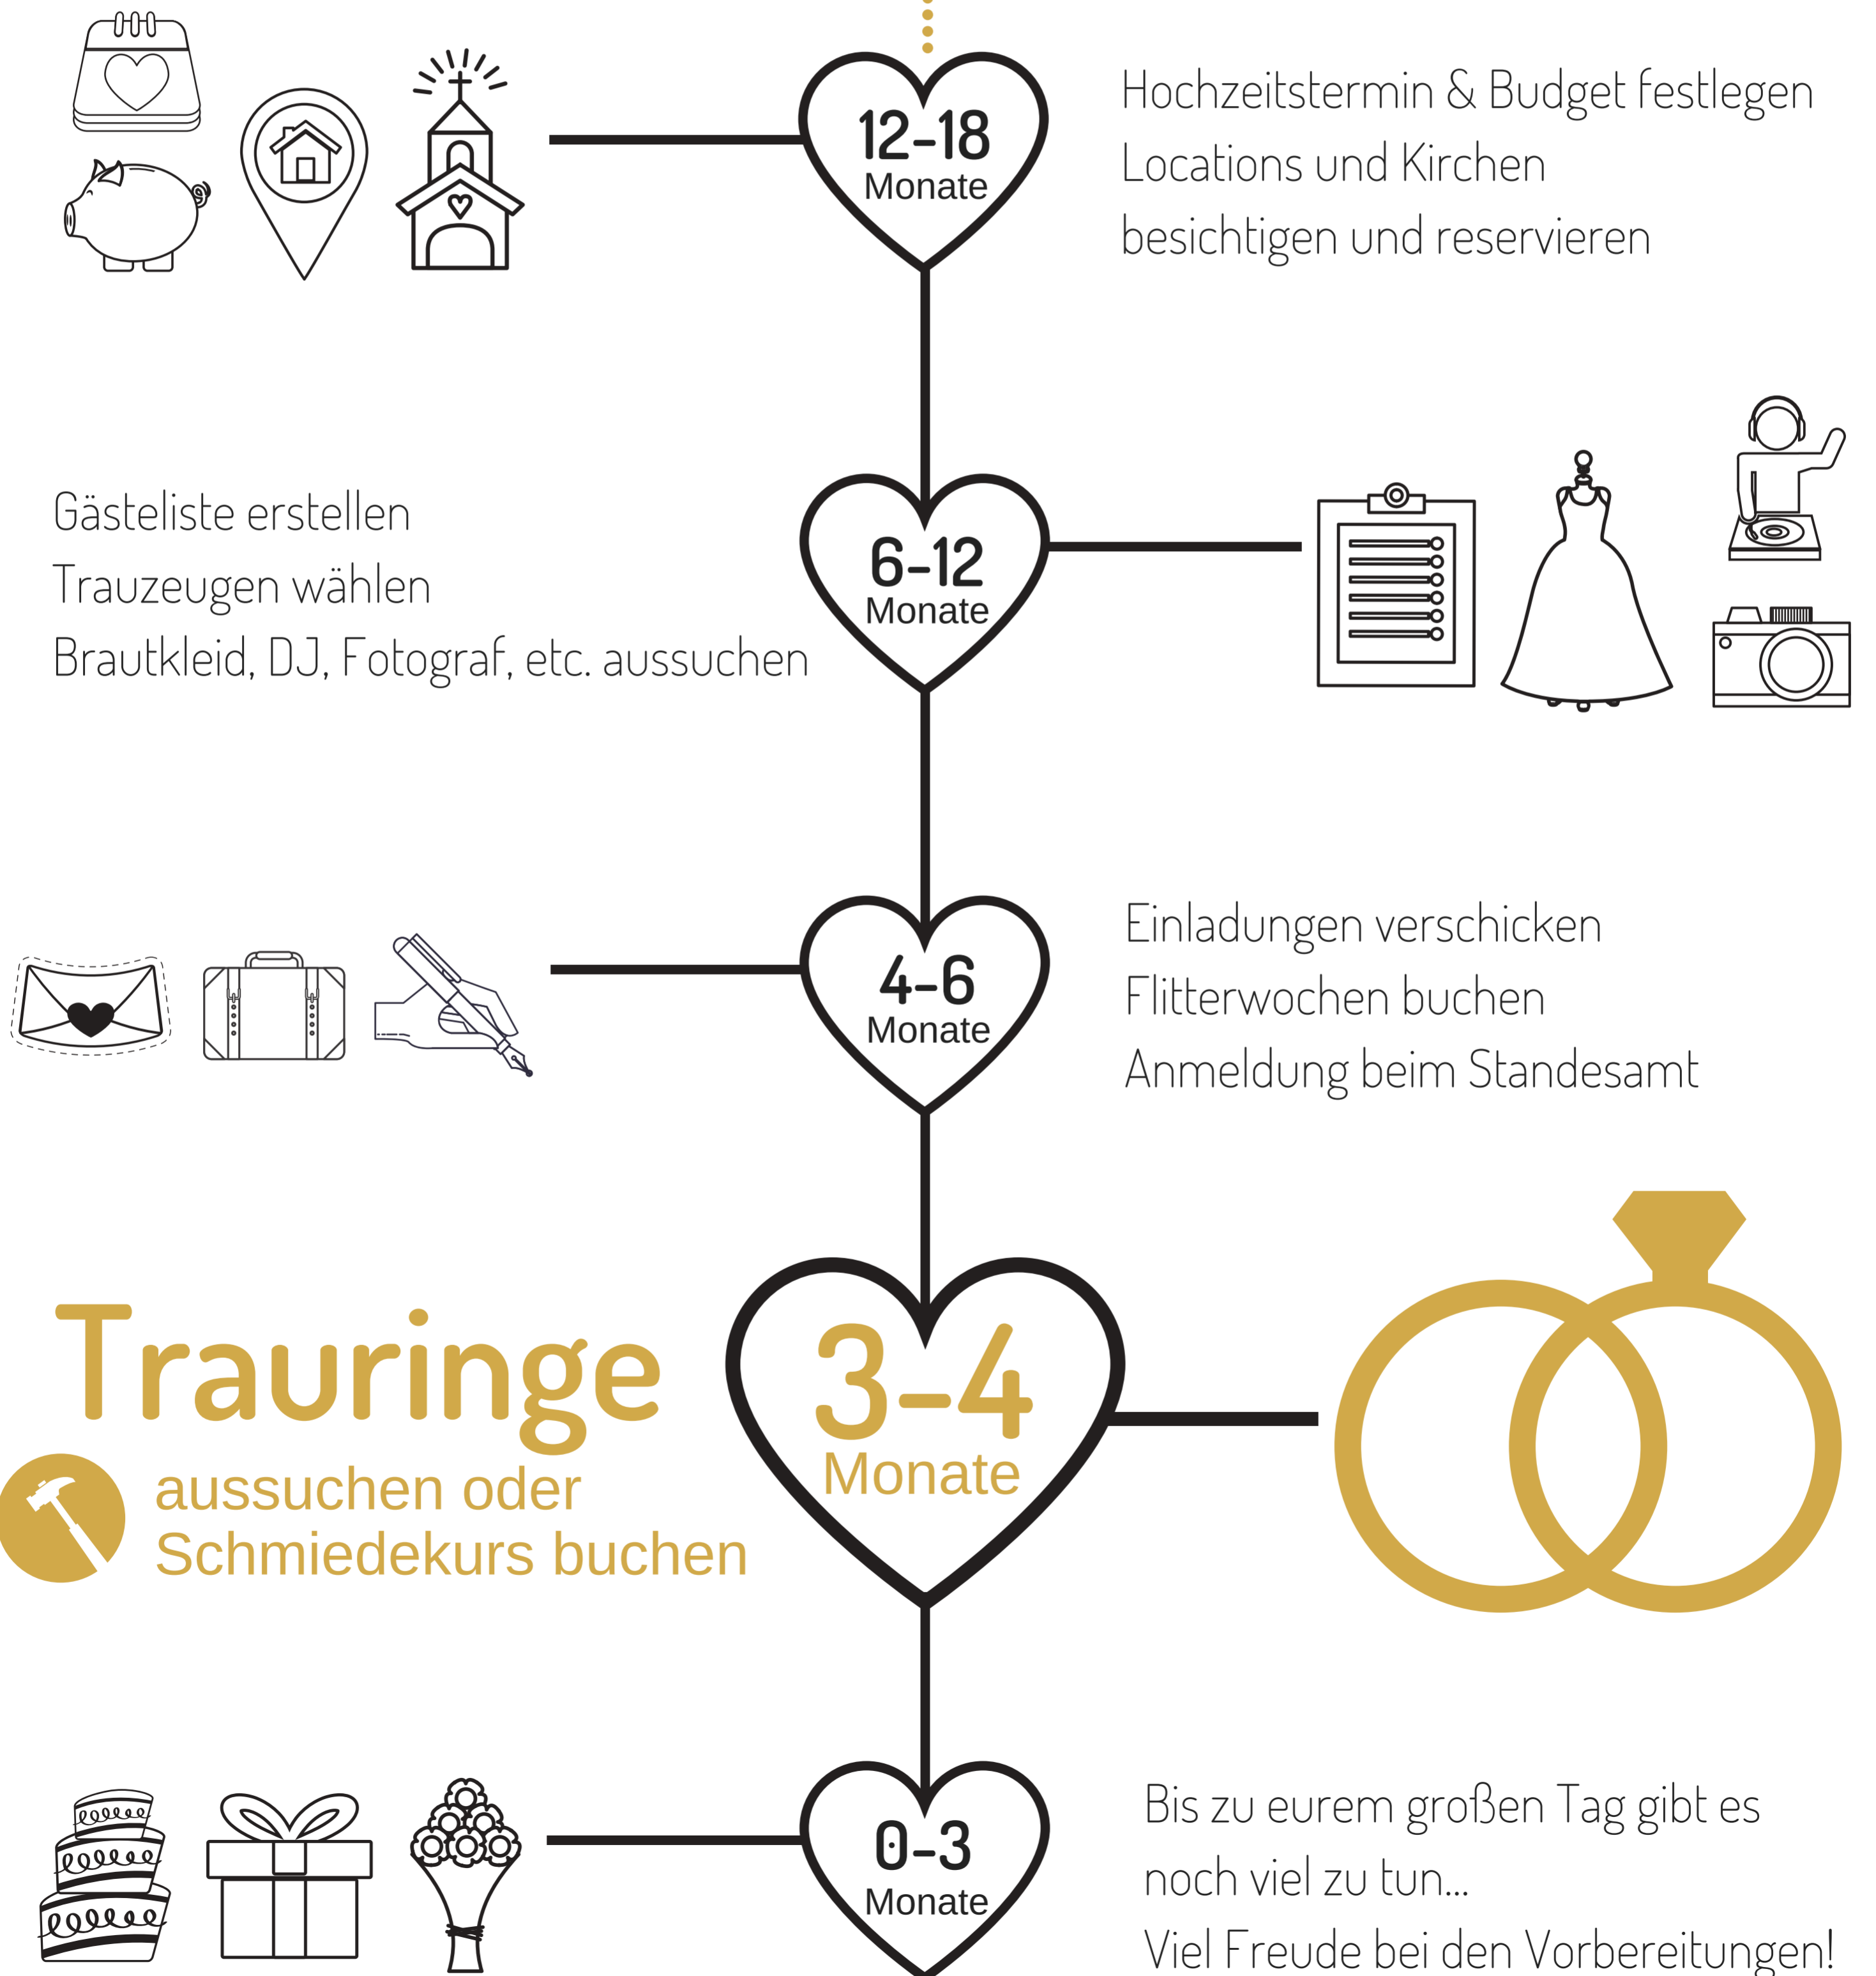 12-18
Monate
Hochzeitstermin & Budget festlegen
Locations und Kirchen
besichtigen und reservieren
Gästeliste erstellen
Trauzeugen wählen
Brautkleid, DJ, Fotograf, etc. aussuchen
6-12
Monate
4-6
Monate
Einladungen verschicken
Flitterwochen buchen
Anmeldung beim Standesamt
Trauringe
aussuchen oder
Schmiedekurs buchen
3-4
Monate
0-3
Monate
Bis zu eurem großen Tag gibt es
noch viel zu tun...
Viel Freude bei den Vorbereitungen!